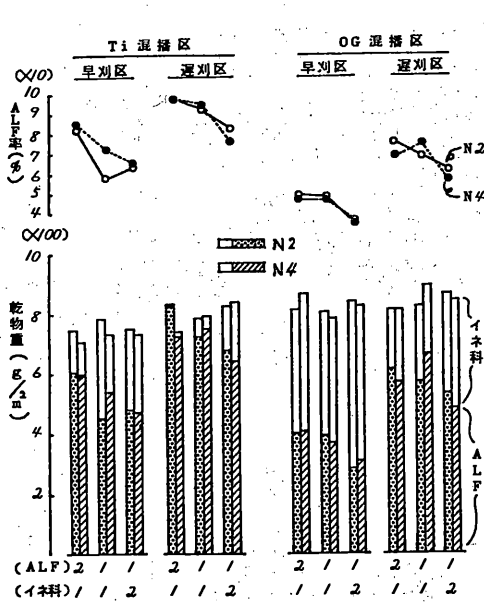 Ti 混播区 OG 混播区
早刈区 遅刈区 早刈区 遅刈区
(×10)
10
9
8
7
6
5
4
ALF率(%)
N2
N4
(×100)
10
8
6
4
2
乾物重(g/m²)
N2
N4
イネ科
ALF
(ALF) 2 1 1 2 1 1 2 1 1 2 1 1
(イネ科) 1 1 2 1 1 2 1 1 2 1 1 2